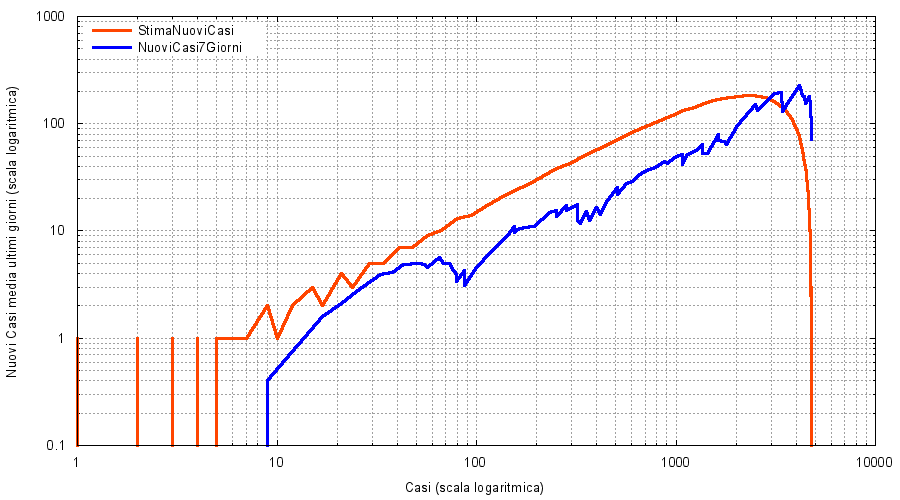 1000
StimaNuoviCasi
NuoviCasi7Giorni
100
10
1
0.1
Nuovi Casi media ultimi giorni (scala logaritmica)
1 10 100 1000 10000
Casi (scala logaritmica)